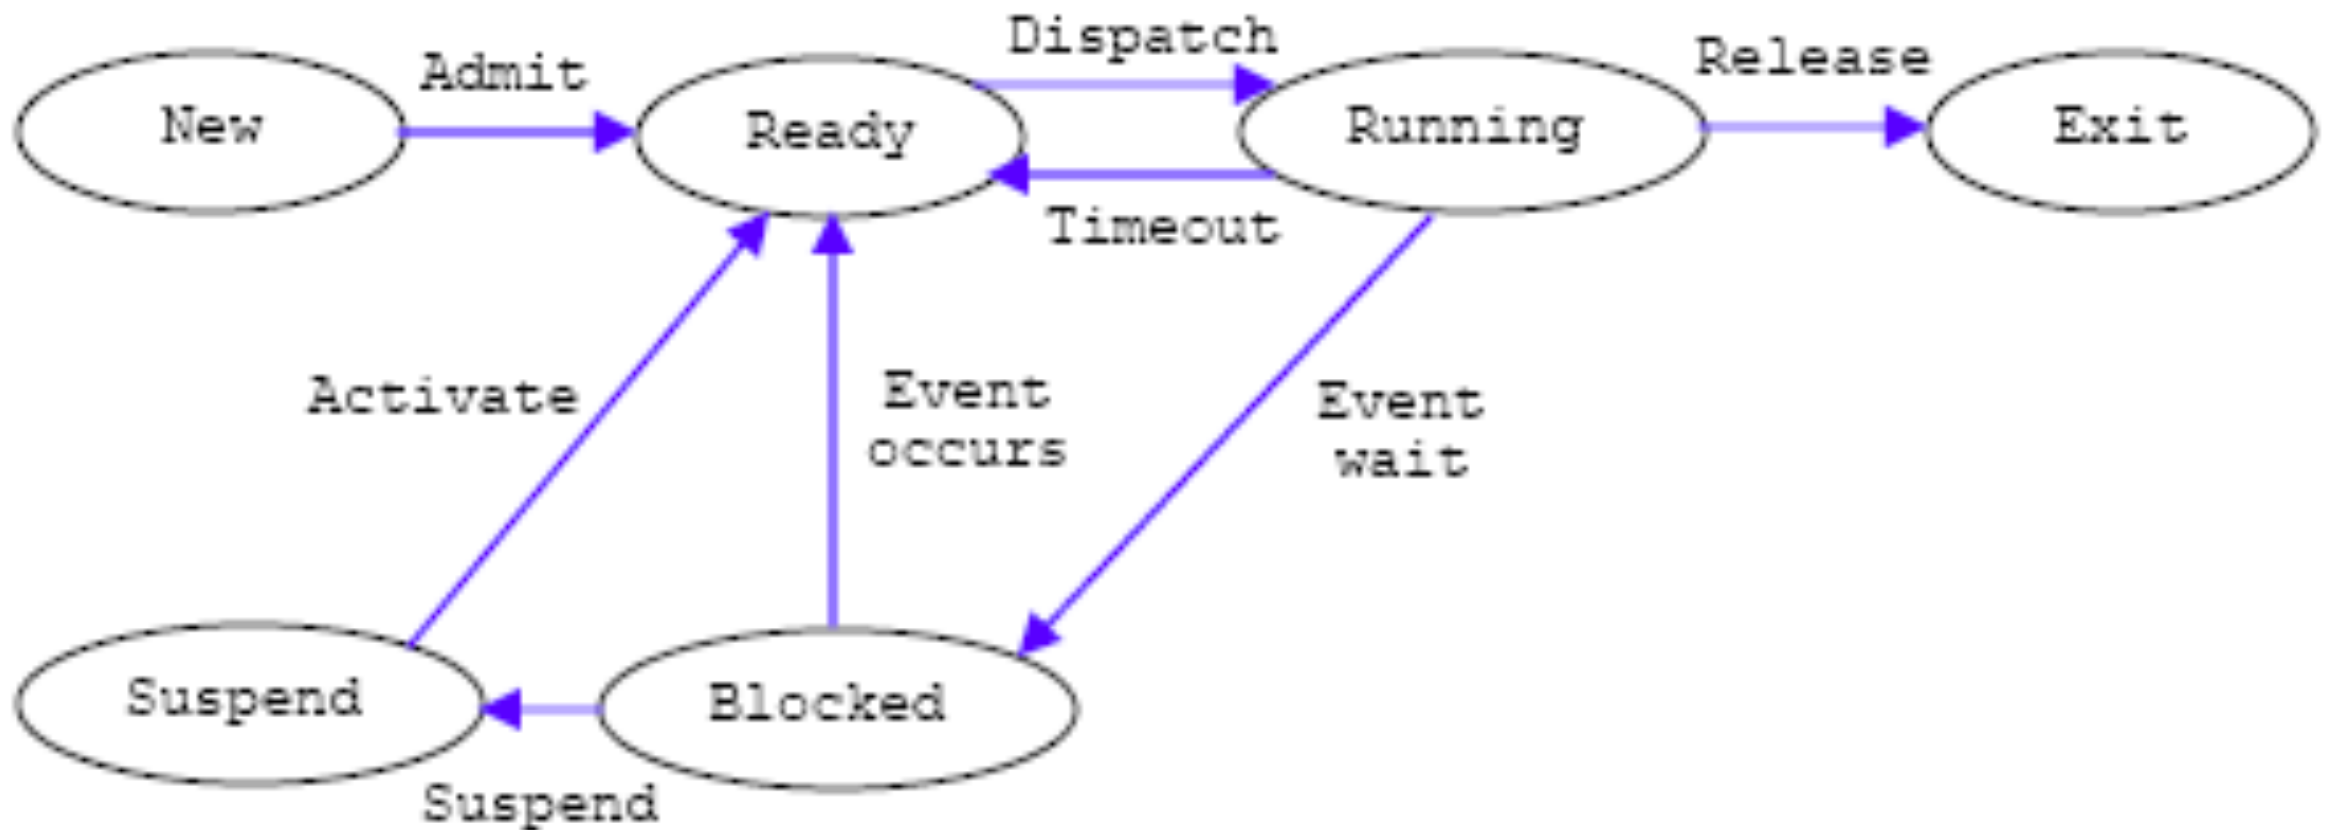 Dispatch
Release
Admit
New
Ready
Running
Exit
Timeout
Activate
Event
occurs
Event
wait
Suspend
Blocked
Suspend